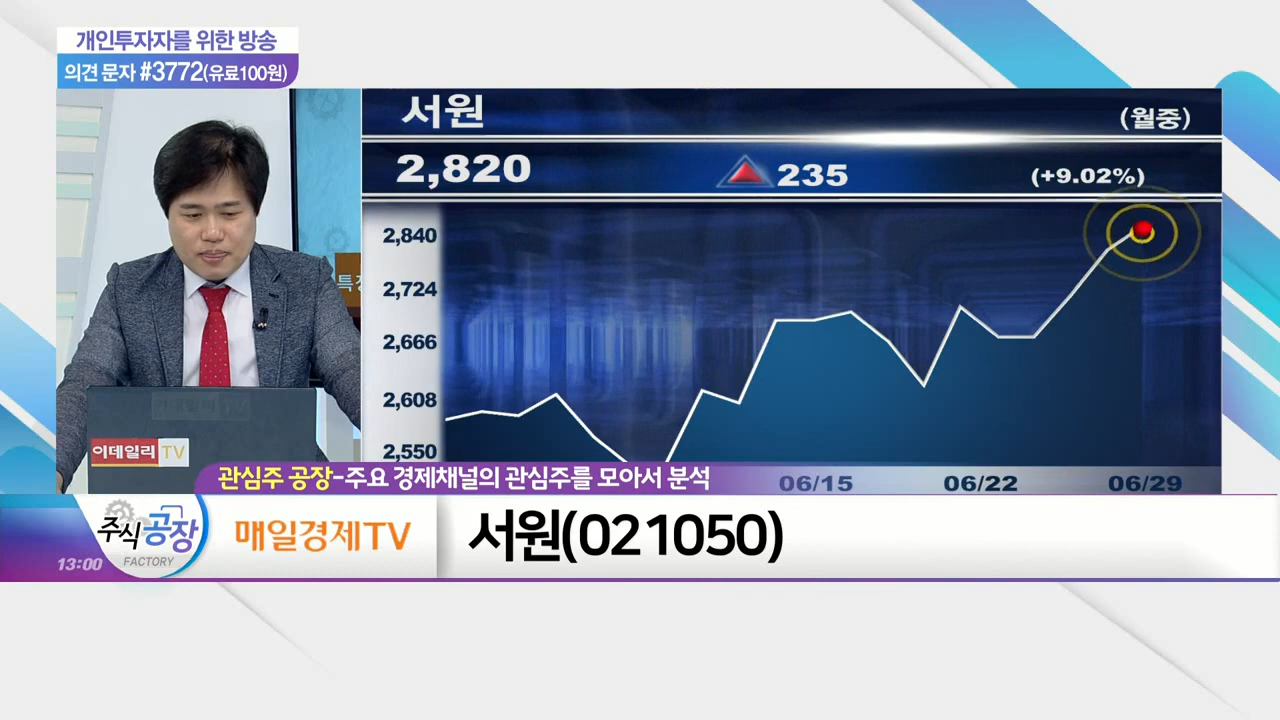 개인투자자를 위한 방송
의견 문자 #3772(유료100원)
서원
(월중)
2,820
235
(+9.02%)
2,840
2,724
2,666
2,608
2,550
06/15
06/22
06/29
이데일리 TV
관심주 공장-주요 경제채널의 관심주를 모아서 분석
주식공장
FACTORY
13:00
매일경제TV
서원(021050)